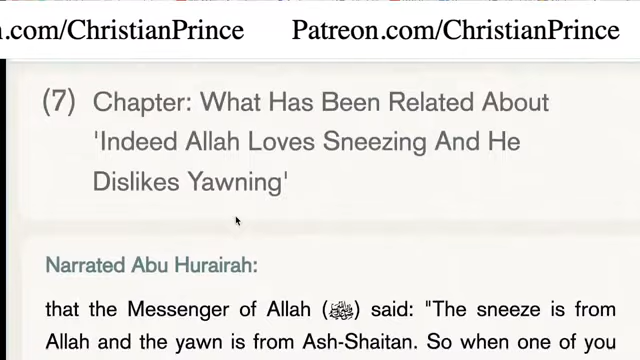 .com/ChristianPrince Patreon.com/ChristianPrince
(7) Chapter: What Has Been Related About
'Indeed Allah Loves Sneezing And He
Dislikes Yawning'
Narrated Abu Hurairah:
that the Messenger of Allah (ﷺ) said: "The sneeze is from
Allah and the yawn is from Ash-Shaitan. So when one of you